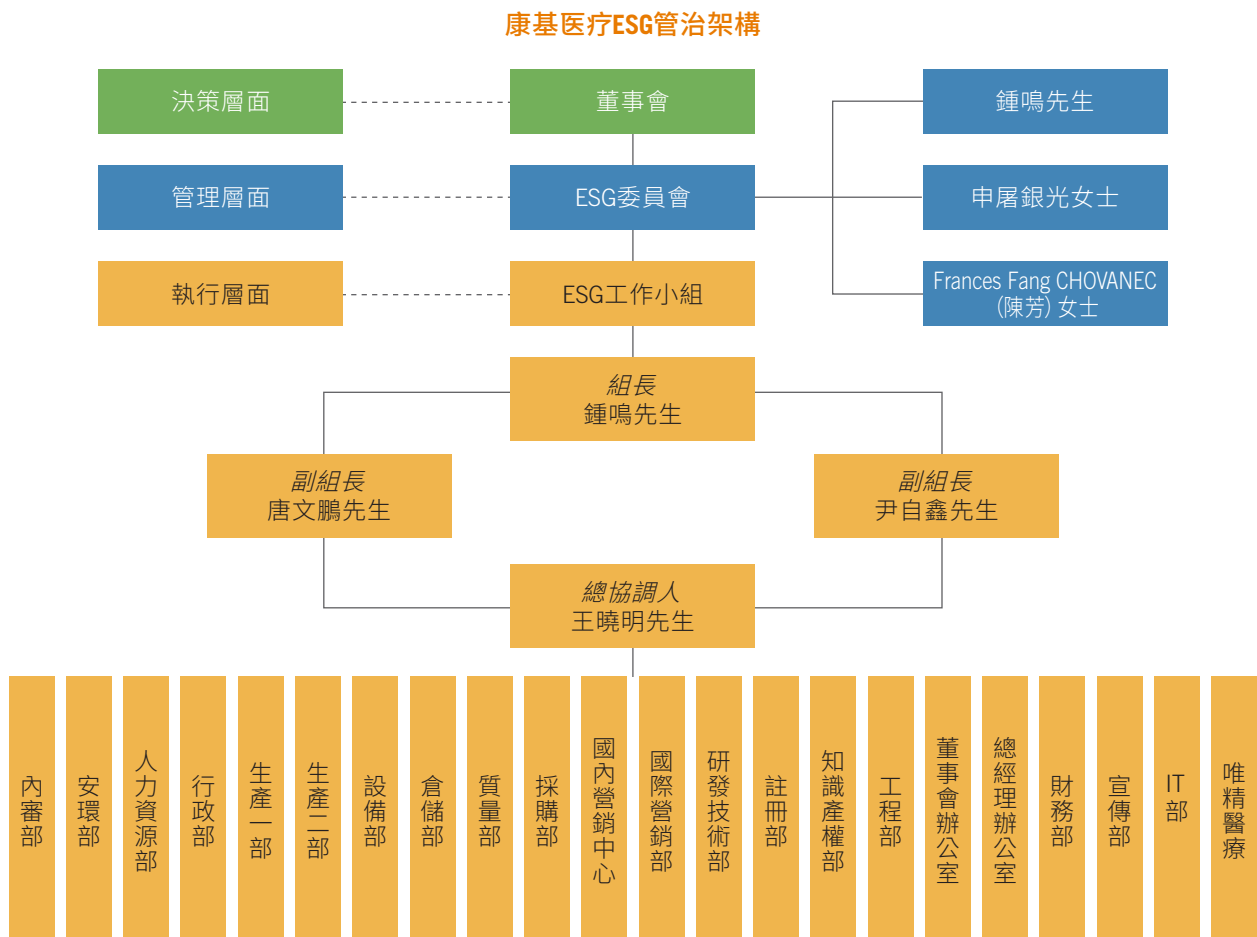 康基医疗ESG管治架構
決策層面
董事會
鍾鳴先生
管理層面
ESG委員會
申屠銀光女士
執行層面
ESG工作小組
Frances Fang CHOVANEC
(陳芳) 女士
組長
鍾鳴先生
副組長
唐文鵬先生
副組長
尹自鑫先生
總協調人
王曉明先生
內審部
安環部
人力資源部
行政部
生產一部
生產二部
設備部
倉儲部
質量部
採購部
國內營銷中心
國際營銷部
研發技術部
註冊部
知識產權部
工程部
董事會辦公室
總經理辦公室
財務部
宣傳部
IT部
唯精醫療